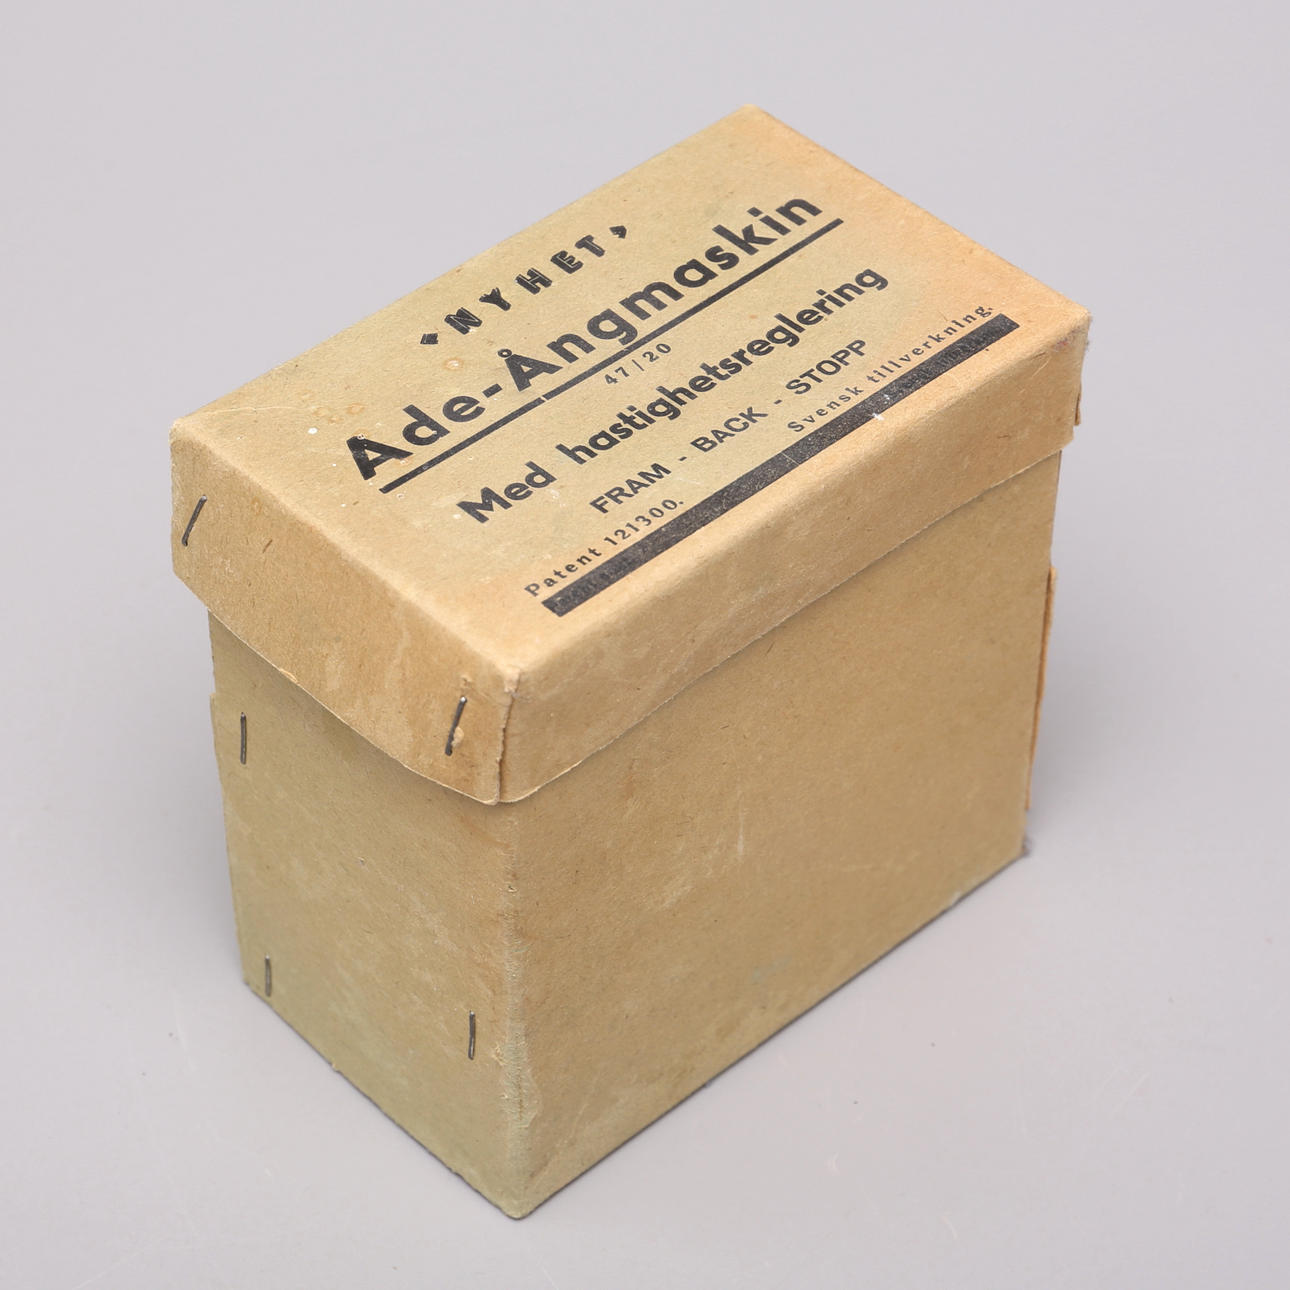 NYHET
Ade-Ångmaskin
47/20
Med hastighetsreglering
FRAM - BACK - STOPP
Patent 121300. Svensk tillverkning.